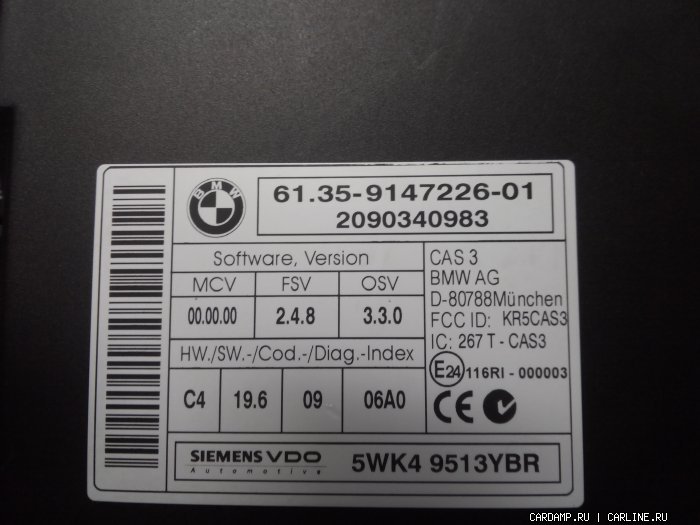 BMW
61.35-9147226-01
2090340983
Software, Version
MCV FSV OSV
00.00.00 2.4.8 3.3.0
HW./SW.-/Cod.-/Diag.-Index
C4 19.6 09 06A0
CAS 3
BMW AG
D-80788München
FCC ID: KR5CAS3
IC: 267 T - CAS3
E24 116RI - 000003
CE
SIEMENS VDO
Automotive
5WK4 9513YBR
CARDAMP.RU | CARLINE.RU